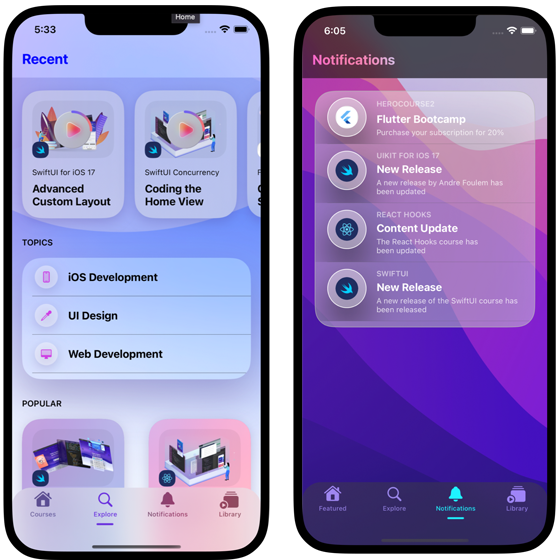 Home
5:33
Recent
SwiftUI for iOS 17
Advanced
Custom Layout
SwiftUI Concurrency
Coding the
Home View
TOPICS
iOS Development
UI Design
Web Development
POPULAR
Courses
Explore
Notifications
Library
6:05
Notifications
HEROCOURSE2
Flutter Bootcamp
Purchase your subscription for 20%
UIKIT FOR IOS 17
New Release
A new release by Andre Foulem has
been updated
REACT HOOKS
Content Update
The React Hooks course has
been updated
SWIFTUI
New Release
A new release of the SwiftUI course has
been released
Featured
Explore
Notifications
Library